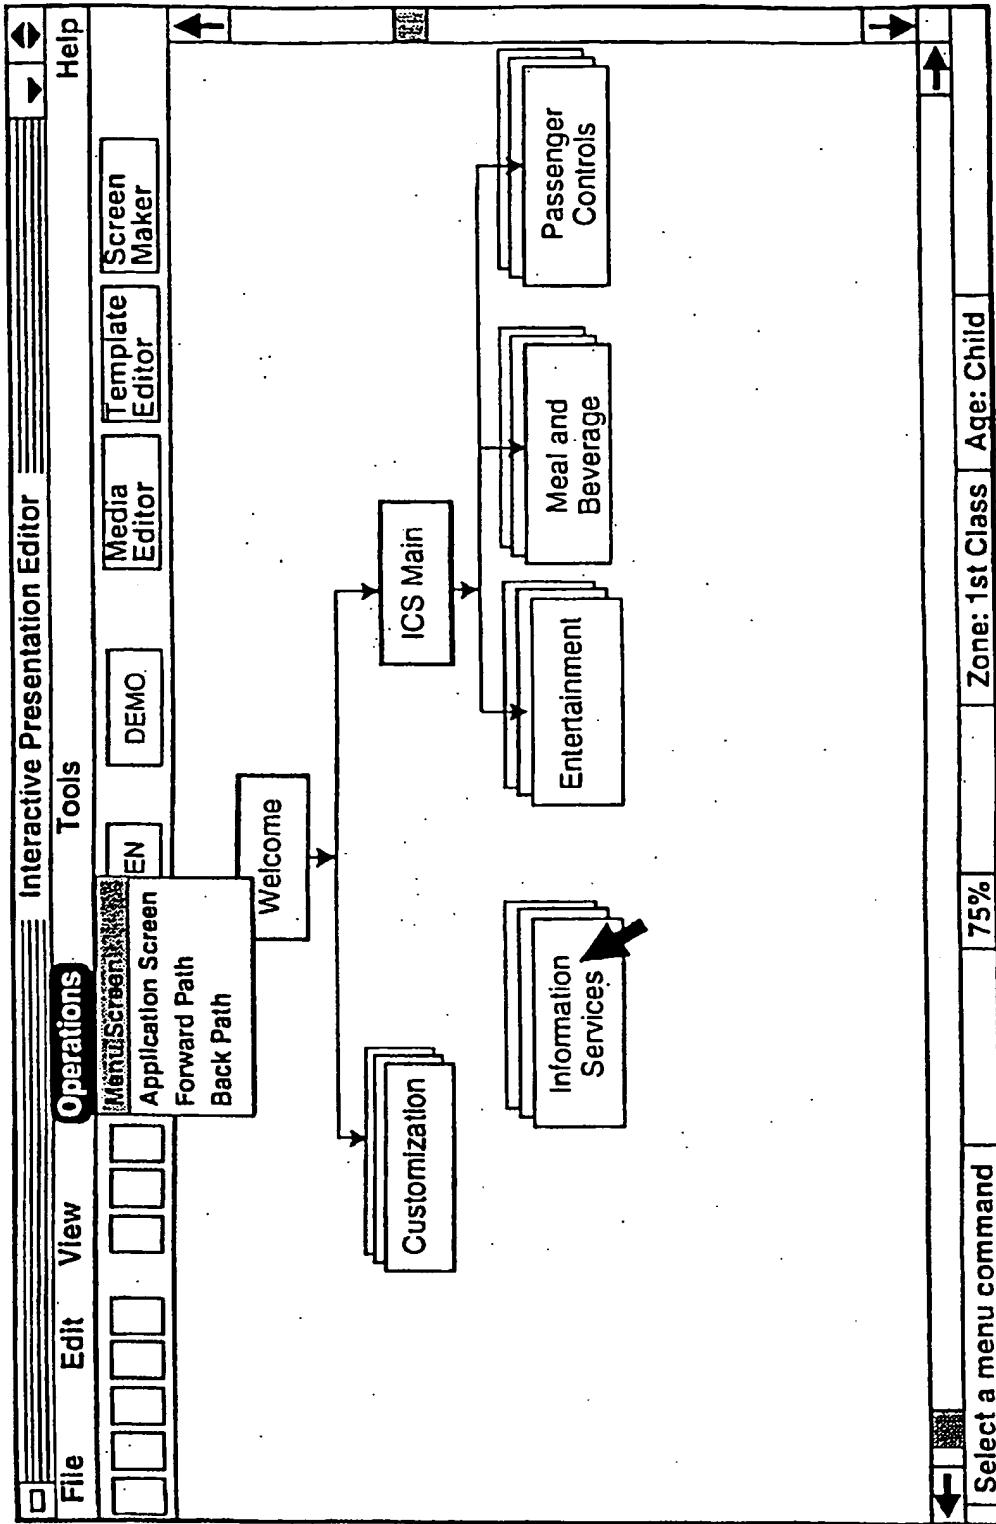 Interactive Presentation Editor
File Edit View Operations Tools Help
Menu Screen
Application Screen
Forward Path
Back Path
EN
DEMO
Media
Editor
Template
Editor
Screen
Maker
Welcome
Customization
ICS Main
Information
Services
Entertainment
Meal and
Beverage
Passenger
Controls
Select a menu command 75% Zone: 1st Class Age: Child